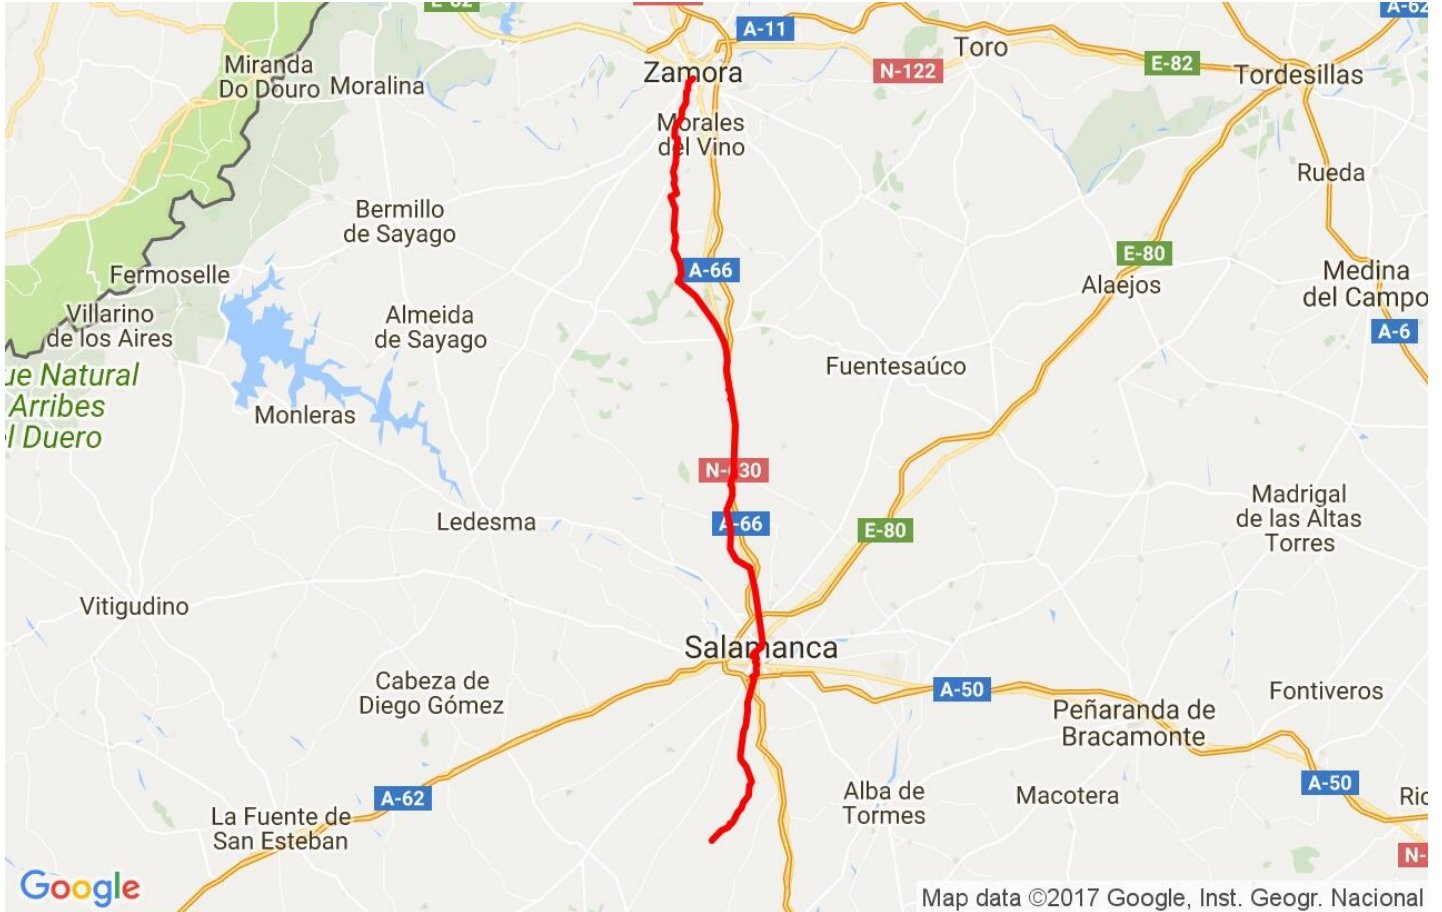 E-82
A-62
A-11
Toro
Miranda
Do Douro
Moralina
Zamora
N-122
E-82
Tordesillas
Morales
del Vino
Rueda
Bermillo
de Sayago
E-80
Fermoselle
A-66
Medina
del Campo
Alaejos
Villarino
de los Aires
Almeida
de Sayago
A-6
ue Natural
Arribes
l Duero
Fuentesaúco
Monleras
N-630
Madrigal
de las Altas
Torres
Ledesma
A-66
E-80
Vitigudino
Salamanca
Cabeza de
Diego Gómez
A-50
Fontiveros
Peñaranda de
Bracamonte
A-50
A-62
Alba de
Tormes
Macotera
Ric
La Fuente de
San Esteban
N-
Google
Map data ©2017 Google, Inst. Geogr. Nacional